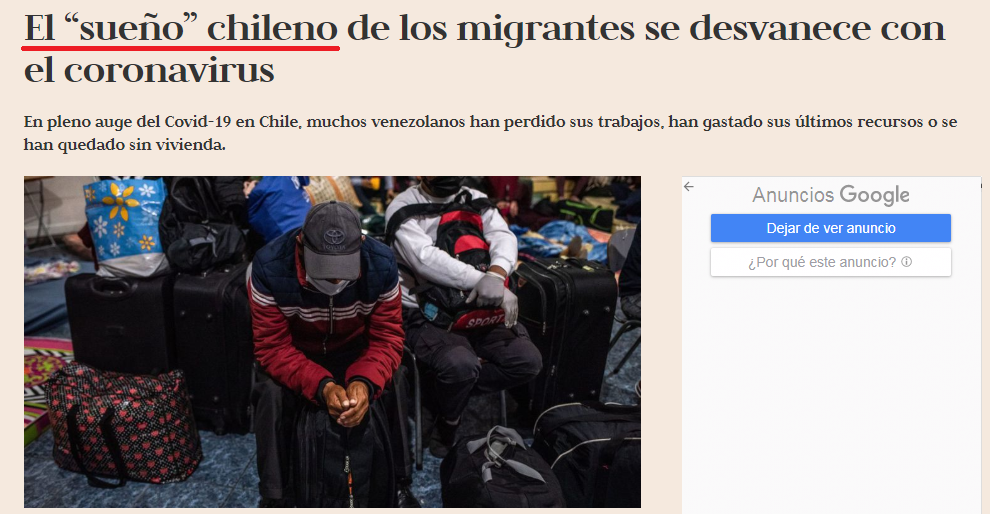 El “sueño” chileno de los migrantes se desvanece con
el coronavirus
En pleno auge del Covid-19 en Chile, muchos venezolanos han perdido sus trabajos, han gastado sus últimos recursos o se
han quedado sin vivienda.
TOYOTA
SPORT
Anuncios Google
Dejar de ver anuncio
¿Por qué este anuncio?